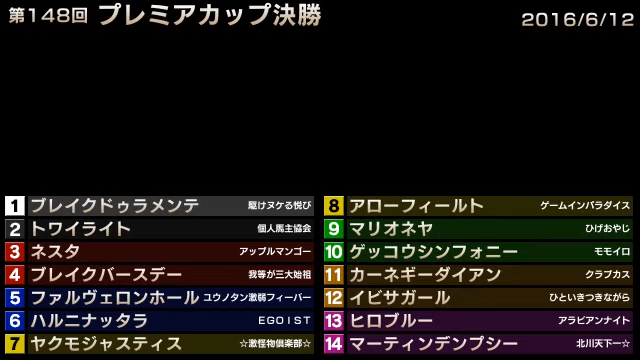 第148回 プレミアカップ決勝 2016/6/12
1 ブレイクドゥラメンテ 駆けヌケる悦び
2 トワイライト 個人馬主協会
3 ネスタ アップルマンゴー
4 ブレイクバースデー 我等が三大始祖
5 ファルヴェロンホール ユウノタン激弱フィーバー
6 ハルニナッタラ EGOIST
7 ヤクモジャスティス ☆激怪物倶楽部☆
8 アローフィールト ゲームインパラダイス
9 マリオネヤ ひげおやじ
10 ゲッコウシンフォニー モモイロ
11 カーネギーダイアン クラブカス
12 イビサガール ひといきつきながら
13 ヒロブルー アラビアンナイト
14 マーティンデンプシー 北川天下一☆